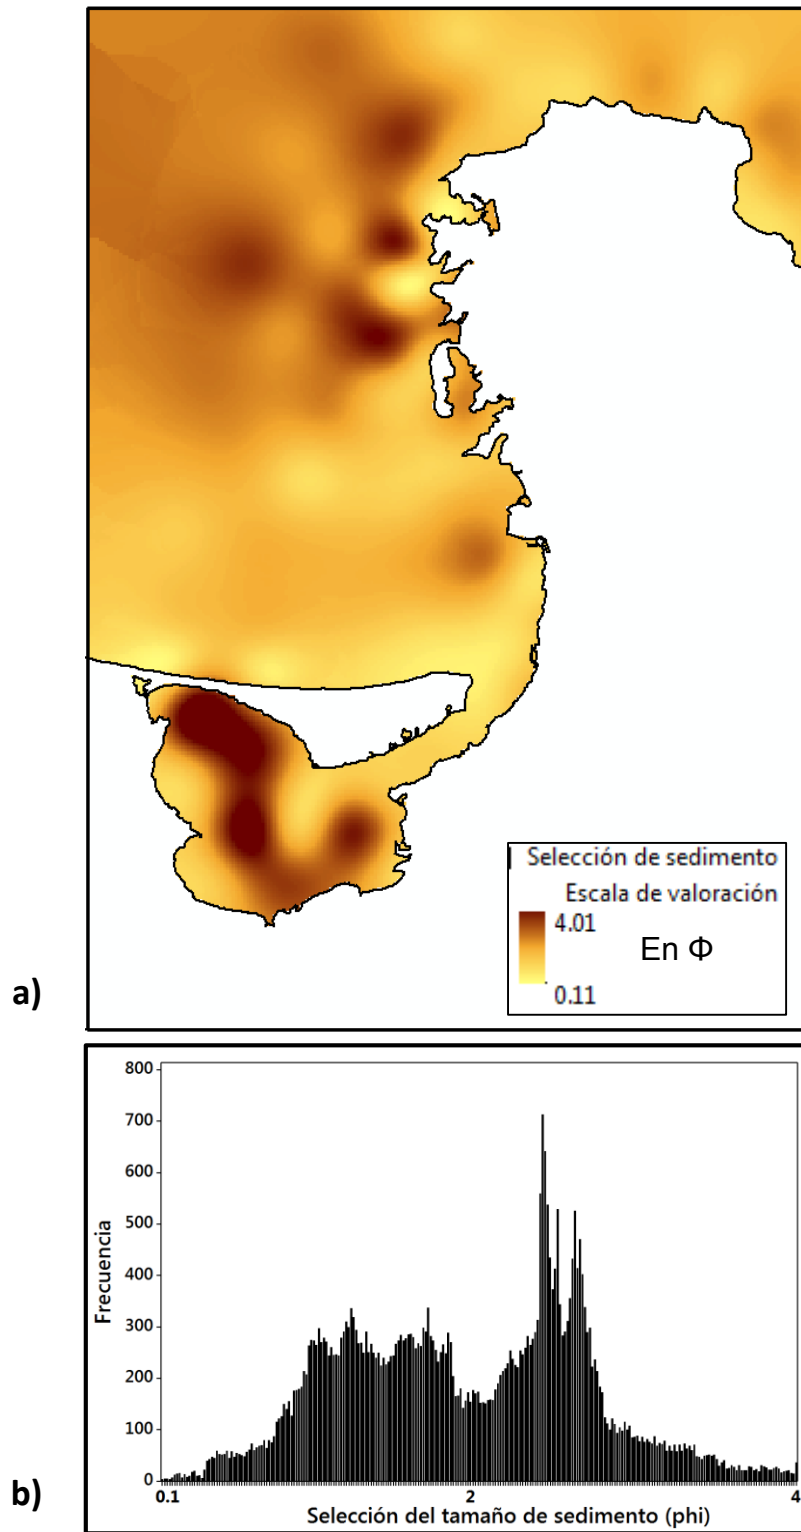 Selección de sedimento
Escala de valoración
4.01
En Φ
0.11
a)
800
700
600
500
400
300
200
100
0
Frecuencia
0.1 2 4
Selección del tamaño de sedimento (phi)
b)